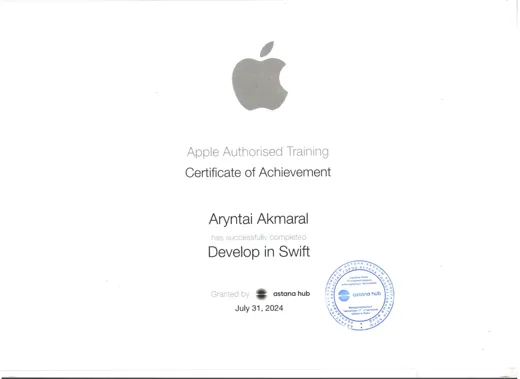 Apple Authorised Training
Certificate of Achievement
Aryntai Akmaral
has successfully completed
Develop in Swift
Granted by astana hub
July 31, 2024
astana hub